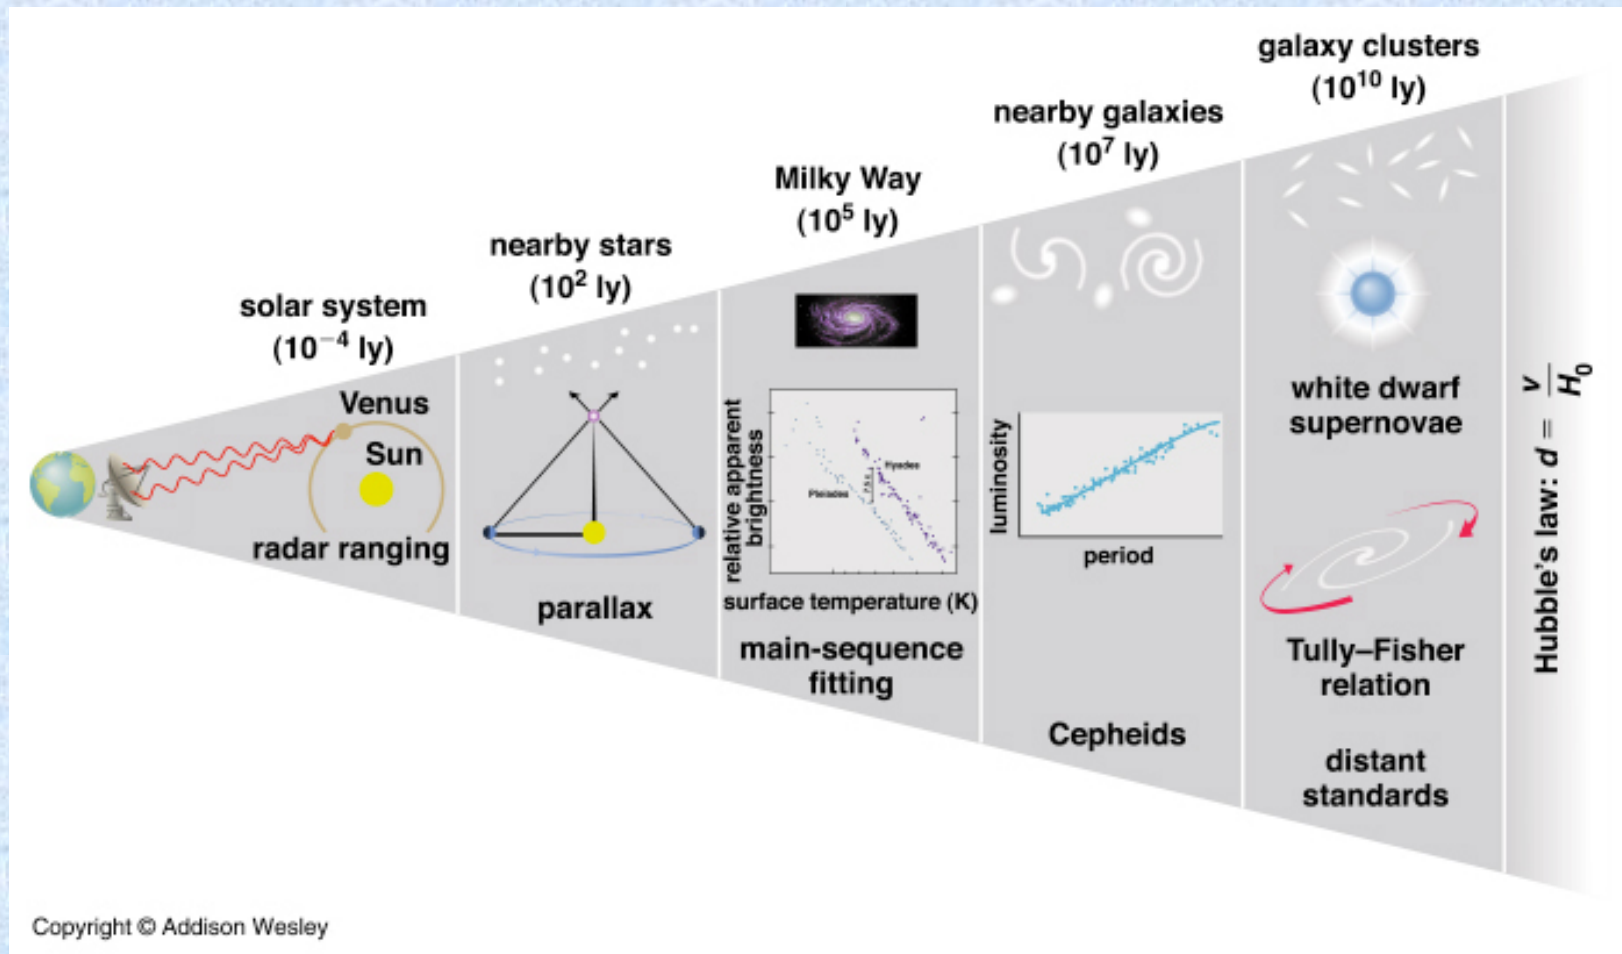 solar system
(10⁻⁴ ly)
Venus
Sun
radar ranging
nearby stars
(10² ly)
parallax
Milky Way
(10⁵ ly)
relative apparent
brightness
Hyades
Pleiades
surface temperature (K)
main-sequence
fitting
nearby galaxies
(10⁷ ly)
luminosity
period
Cepheids
galaxy clusters
(10¹⁰ ly)
white dwarf
supernovae
Tully–Fisher
relation
distant
standards
Hubble's law: d = v/H₀
Copyright © Addison Wesley